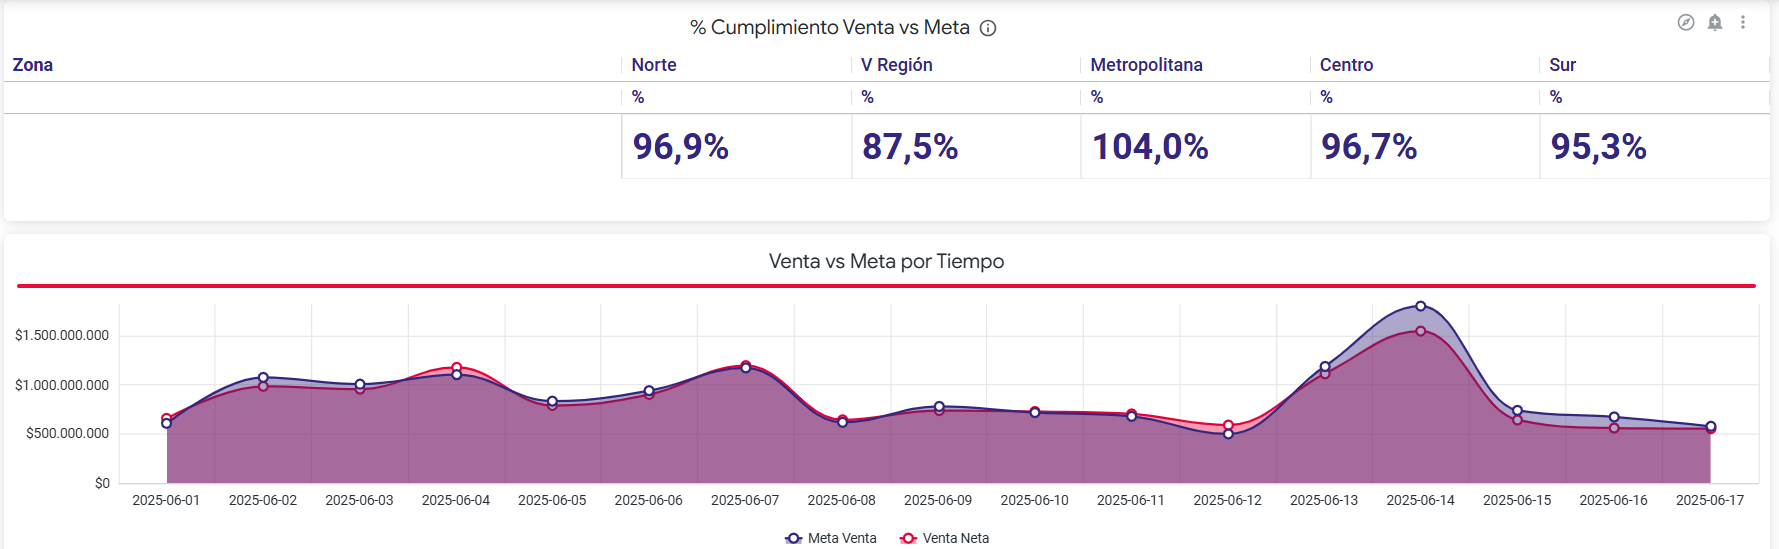 % Cumplimiento Venta vs Meta
Zona Norte V Región Metropolitana Centro Sur
% % % % %
96,9% 87,5% 104,0% 96,7% 95,3%
Venta vs Meta por Tiempo
$1.500.000.000
$1.000.000.000
$500.000.000
$0
2025-06-01 2025-06-02 2025-06-03 2025-06-04 2025-06-05 2025-06-06 2025-06-07 2025-06-08 2025-06-09 2025-06-10 2025-06-11 2025-06-12 2025-06-13 2025-06-14 2025-06-15 2025-06-16 2025-06-17
Meta Venta Venta Neta